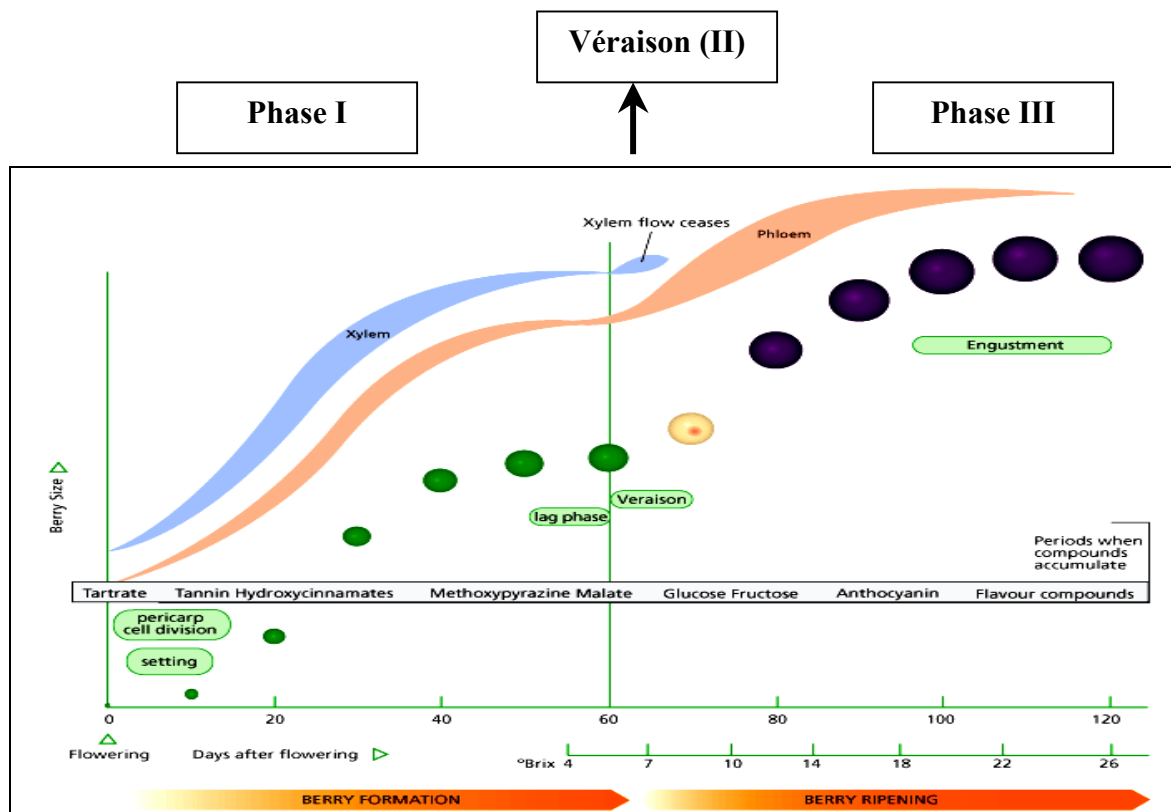 Véraison (II)
Phase I
Phase III
Xylem flow ceases
Phloem
Xylem
Engustment
Berry Size
Veraison
lag phase
Periods when
compounds
accumulate
Tartrate Tannin Hydroxycinnamates Methoxypyrazine Malate Glucose Fructose Anthocyanin Flavour compounds
pericarp
cell division
setting
0 20 40 60 80 100 120
Flowering Days after flowering
°Brix 4 7 10 14 18 22 26
BERRY FORMATION BERRY RIPENING